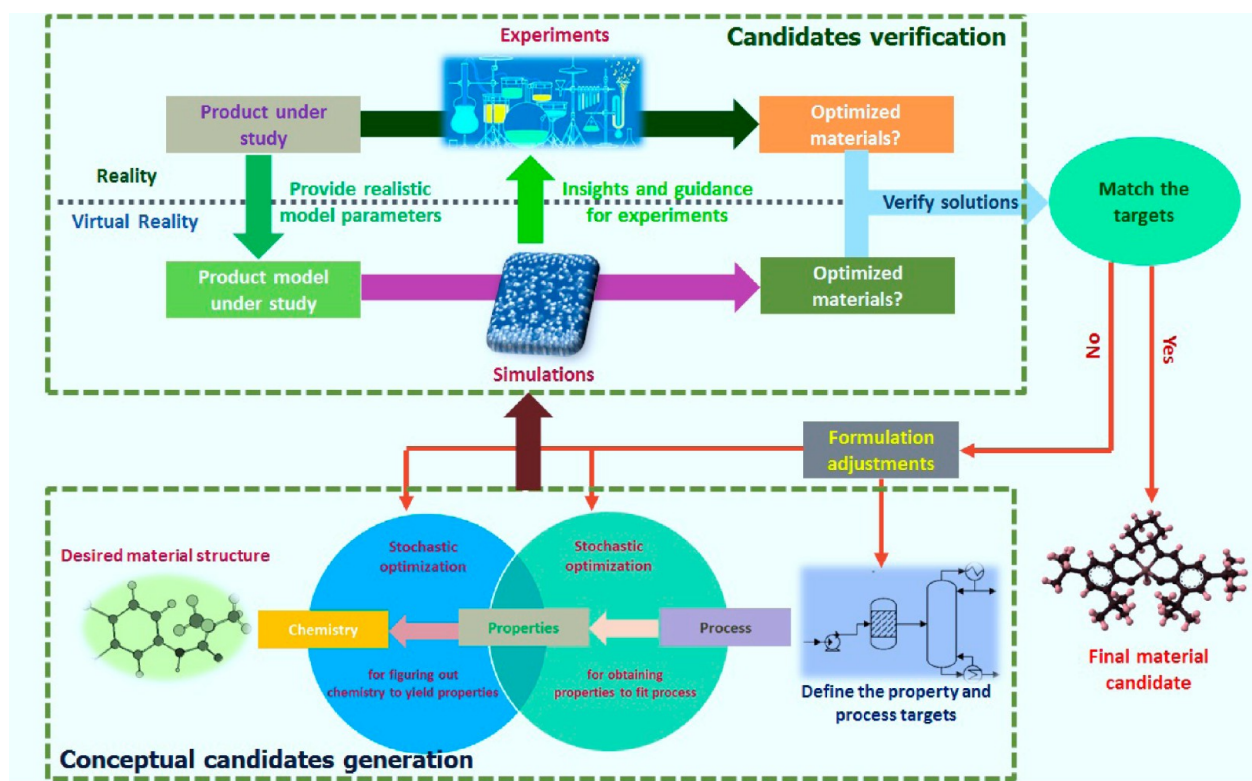 Experiments
Candidates verification
Product under
study
Optimized
materials?
Reality
Provide realistic
model parameters
Insights and guidance
for experiments
Virtual Reality
Verify solutions
Match the
targets
Product model
under study
Optimized
materials?
Simulations
No
Yes
Formulation
adjustments
Desired material structure
Stochastic
optimization
Stochastic
optimization
Chemistry
Properties
Process
for figuring out
chemistry to yield properties
for obtaining
properties to fit process
Define the property and
process targets
Final material
candidate
Conceptual candidates generation